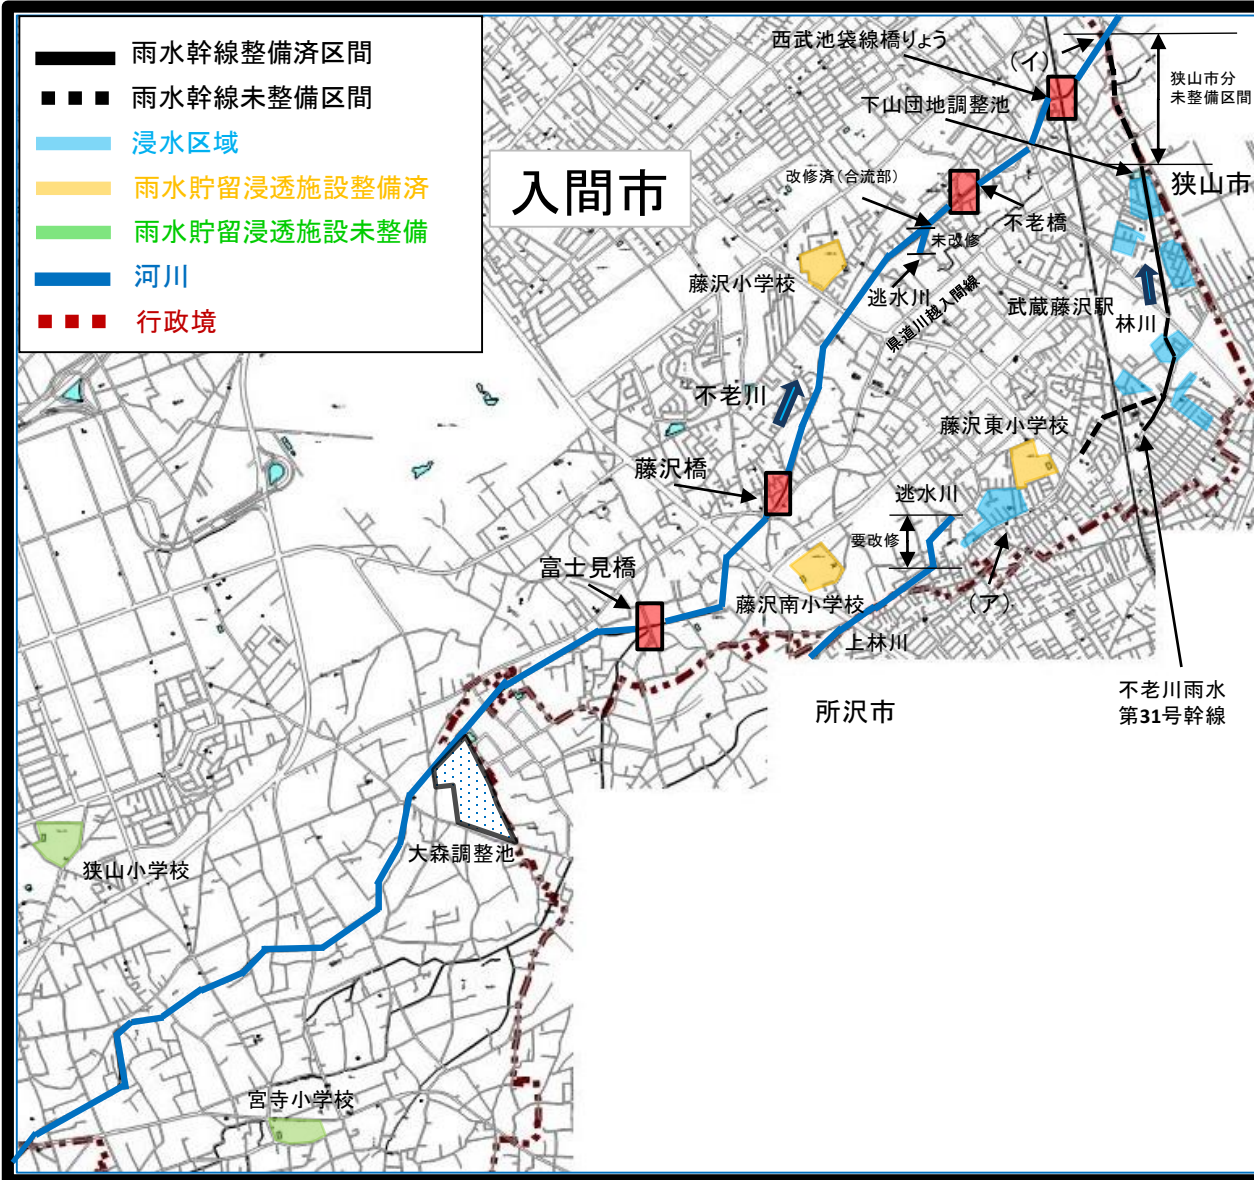 雨水幹線整備済区間
雨水幹線未整備区間
浸水区域
雨水貯留浸透施設整備済
雨水貯留浸透施設未整備
河川
行政境
西武池袋線橋りょう
(イ)
狭山市分
未整備区間
下山団地調整池
入間市
改修済(合流部)
狭山市
不老橋
未改修
藤沢小学校
逃水川
県道川越入間線
武蔵藤沢駅
林川
不老川
藤沢東小学校
藤沢橋
逃水川
要改修
富士見橋
藤沢南小学校
(ア)
上林川
不老川雨水
第31号幹線
所沢市
大森調整池
狭山小学校
宮寺小学校